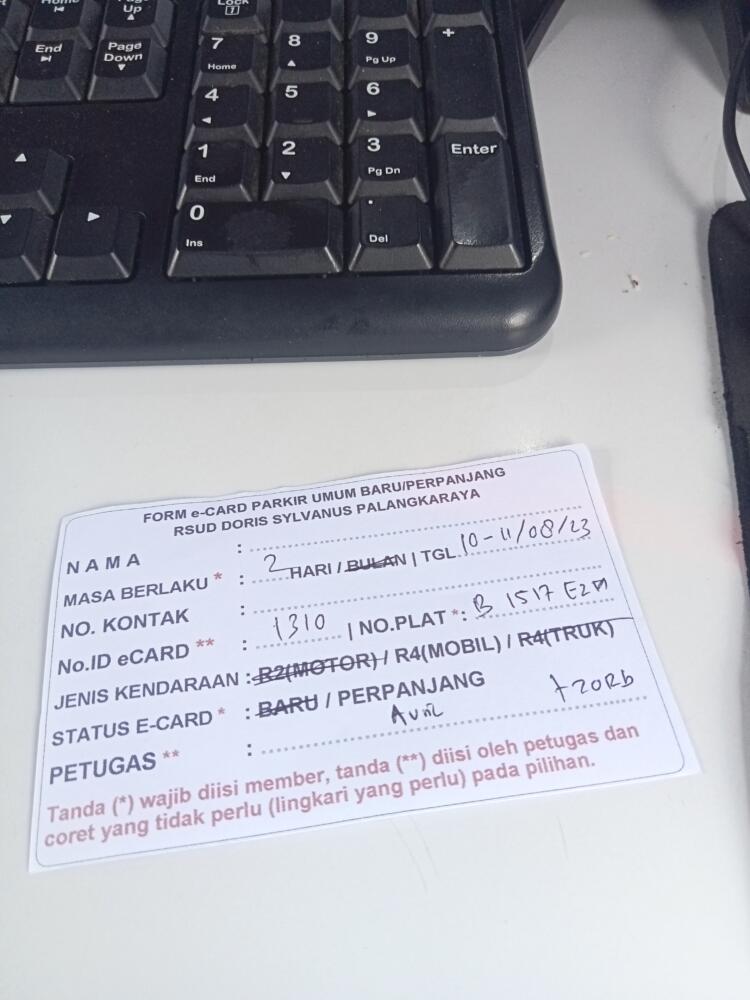 Home
Up
Lock
End
Page Down
7 Home
8
9 Pg Up
+
4
5
6
1 End
2
3 Pg Dn
Enter
0 Ins
. Del
FORM e-CARD PARKIR UMUM BARU/PERPANJANG
RSUD DORIS SYLVANUS PALANGKARAYA
NAMA :
MASA BERLAKU * : 2 HARI / BULAN | TGL 10-11/08/23
NO. KONTAK :
No.ID eCARD ** : 1310 | NO.PLAT *: B 1517
JENIS KENDARAAN : R2(MOTOR) / R4(MOBIL) / R4(TRUK)
STATUS E-CARD * : BARU / PERPANJANG
PETUGAS ** :
Tanda (*) wajib diisi member, tanda (**) diisi oleh petugas dan
coret yang tidak perlu (lingkari yang perlu) pada pilihan.